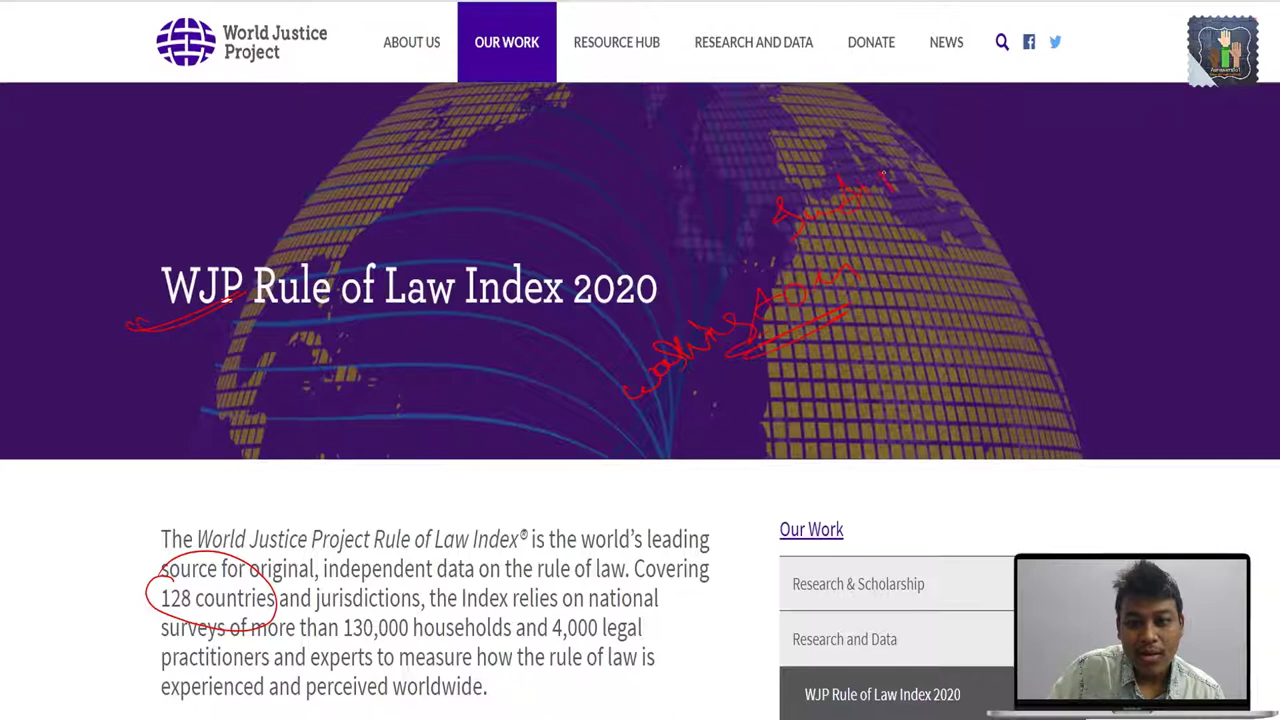 World Justice
Project
ABOUT US
OUR WORK
RESOURCE HUB
RESEARCH AND DATA
DONATE
NEWS
WJP Rule of Law Index 2020
washington
The World Justice Project Rule of Law Index® is the world's leading
source for original, independent data on the rule of law. Covering
128 countries and jurisdictions, the Index relies on national
surveys of more than 130,000 households and 4,000 legal
practitioners and experts to measure how the rule of law is
experienced and perceived worldwide.
Our Work
Research & Scholarship
Research and Data
WJP Rule of Law Index 2020